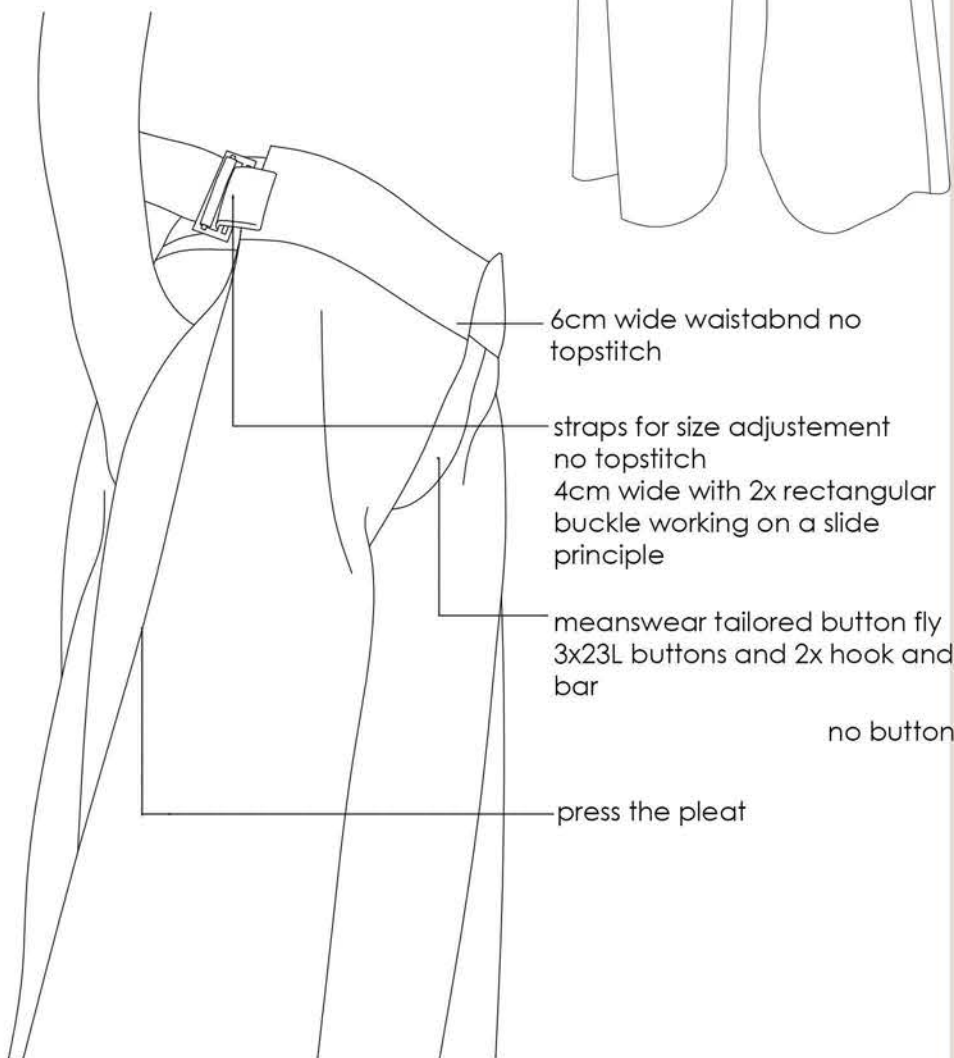 6cm wide waistabnd no
topstitch
straps for size adjustement
no topstitch
4cm wide with 2x rectangular
buckle working on a slide
principle
meanswear tailored button fly
3x23L buttons and 2x hook and
bar
no button
press the pleat